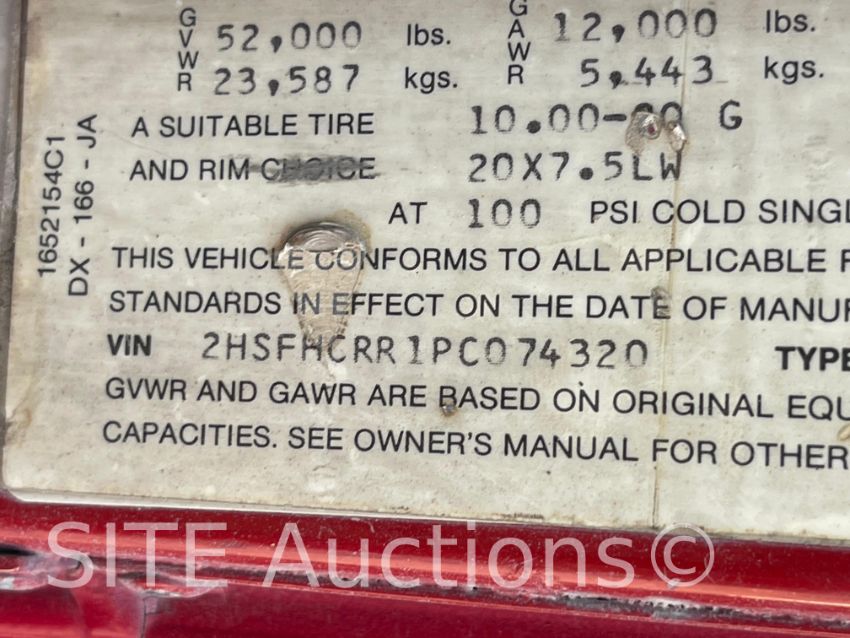 GVWR 52,000 lbs. GAWR 12,000 lbs.
23,587 kgs. 5,443 kgs.
A SUITABLE TIRE 10.00-20 G
AND RIM CHOICE 20X7.5LW
AT 100 PSI COLD SINGL
THIS VEHICLE CONFORMS TO ALL APPLICABLE F
STANDARDS IN EFFECT ON THE DATE OF MANUF
VIN 2HSFHCRR1PC074320 TYPE
GVWR AND GAWR ARE BASED ON ORIGINAL EQU
CAPACITIES. SEE OWNER'S MANUAL FOR OTHER
1652154C1
DX - 166 - JA
SITE Auctions©